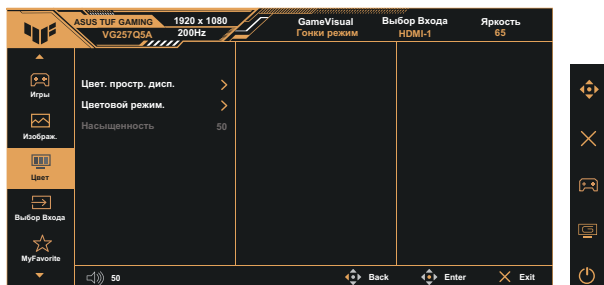 ASUS TUF GAMING 1920 x 1080 GameVisual Выбор Входа Яркость
VG257Q5A 200Hz Гонки режим HDMI-1 65
Игры
Изображ.
Цвет
Выбор Входа
MyFavorite
Цвет. простр. дисп.
Цветовой режим.
Насыщенность 50
50 Back Enter Exit